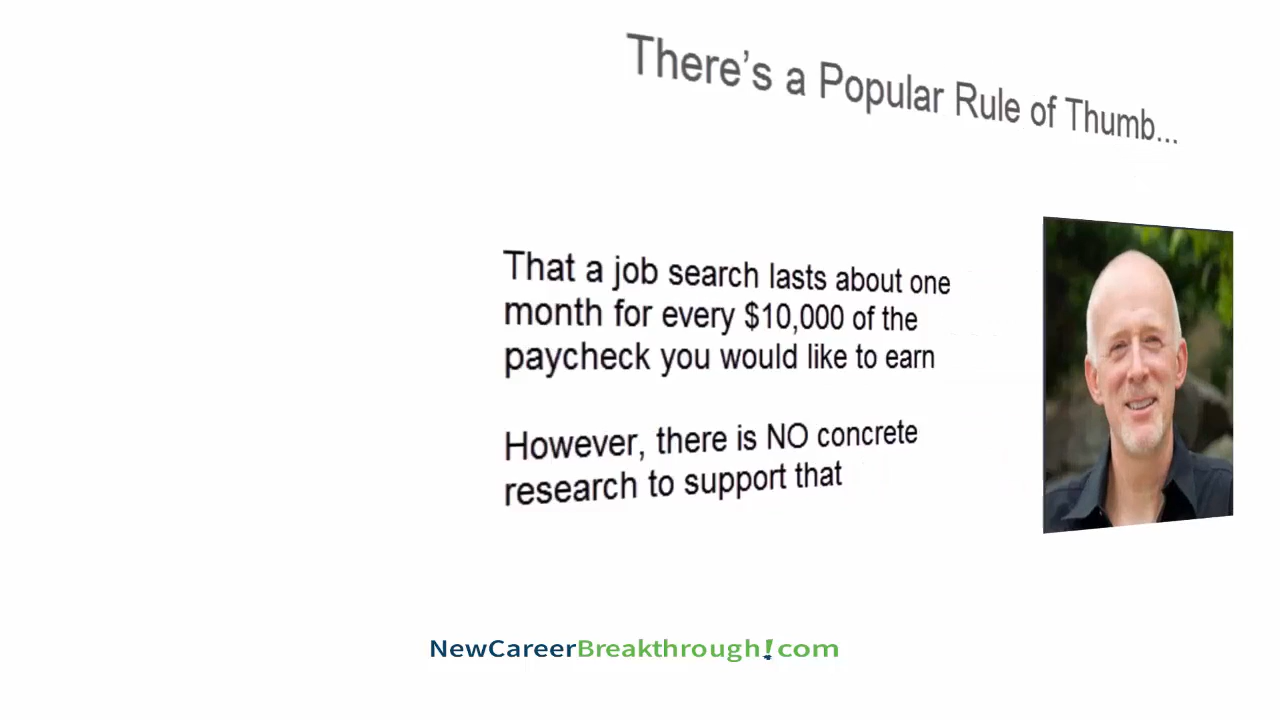 There’s a Popular Rule of Thumb...
That a job search lasts about one
month for every $10,000 of the
paycheck you would like to earn
However, there is NO concrete
research to support that
NewCareerBreakthrough!com